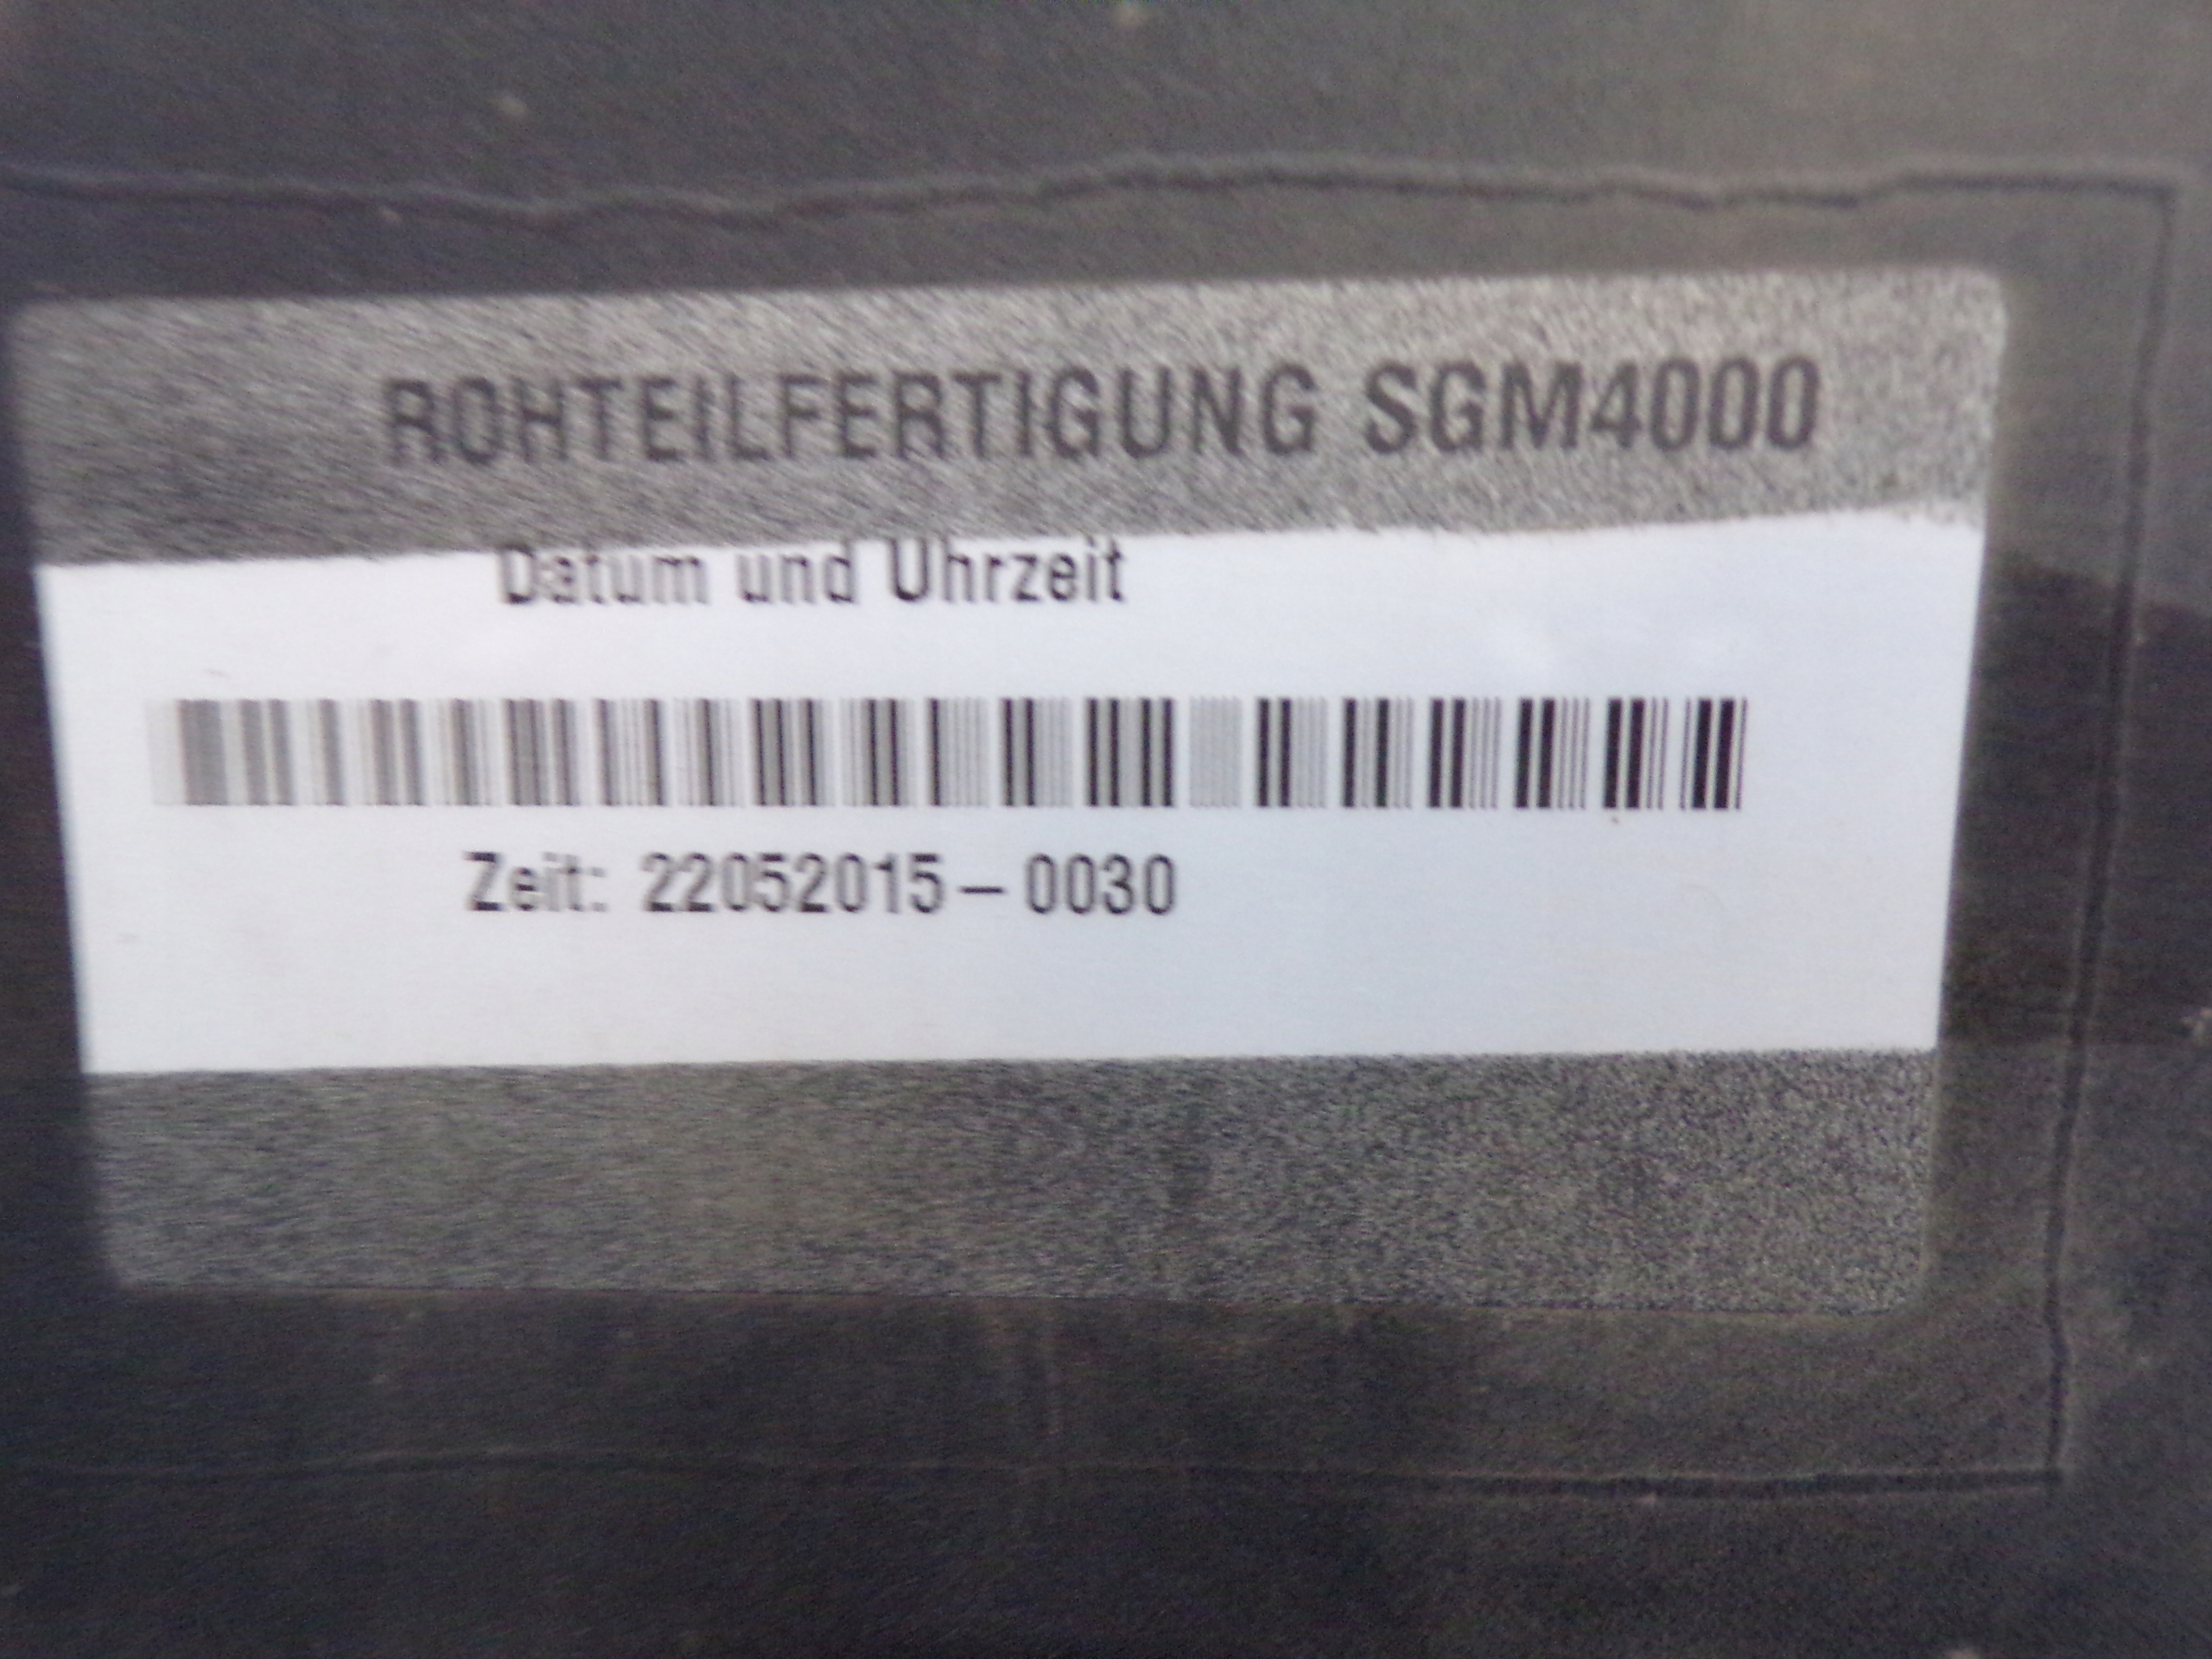 ROHTEILFERTIGUNG SGM4000
Datum und Uhrzeit
Zeit: 22052015-0030